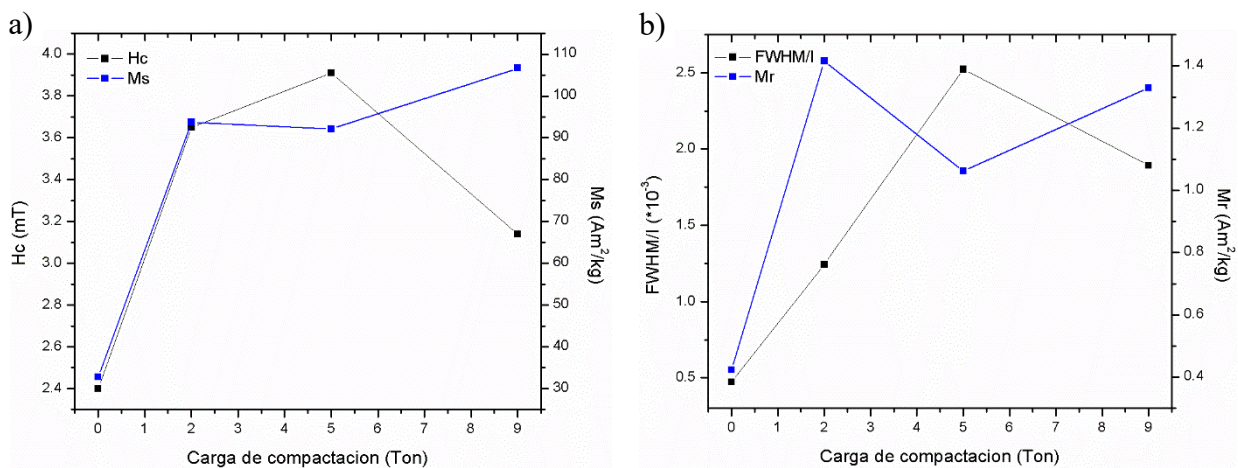 a)
Hc
Ms
4.0
3.8
3.6
3.4
3.2
3.0
2.8
2.6
2.4
Hc (mT)
110
100
90
80
70
60
50
40
30
Ms (Am²/kg)
0 1 2 3 4 5 6 7 8 9
Carga de compactacion (Ton)
b)
FWHM/I
Mr
2.5
2.0
1.5
1.0
0.5
FWHM/I (*10⁻³)
1.4
1.2
1.0
0.8
0.6
0.4
Mr (Am²/kg)
0 1 2 3 4 5 6 7 8 9
Carga de compactacion (Ton)